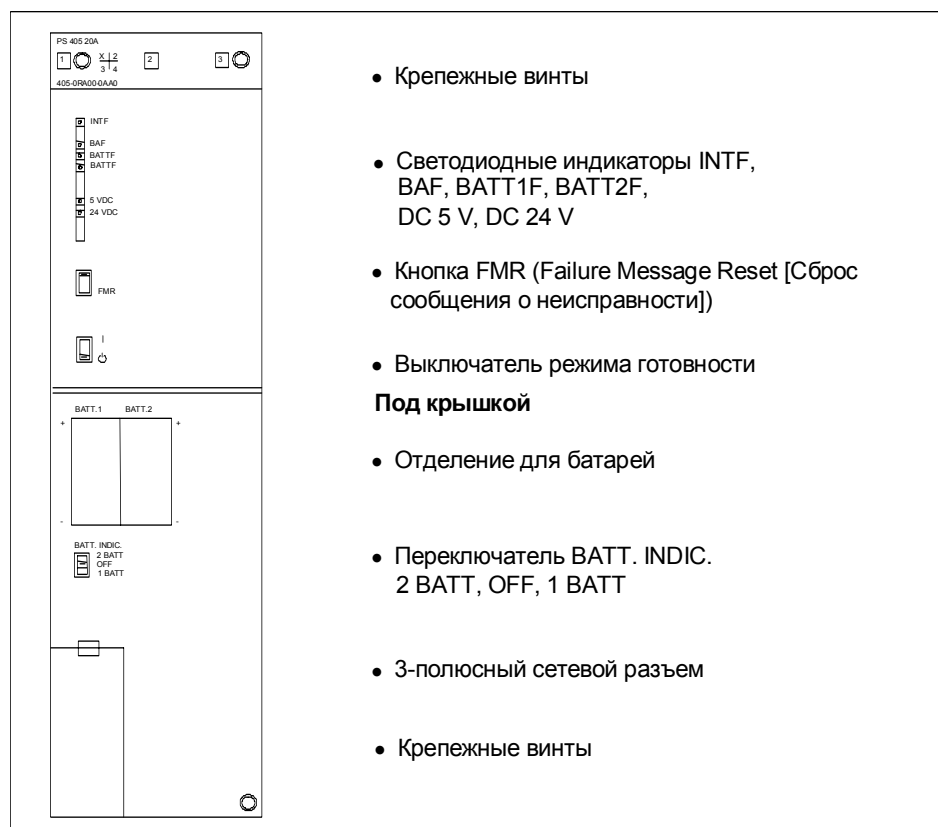 PS 405 20A
1 X 2 2 3
3 4
405-0RA00-0AA0
INTF
BAF
BATTF
BATTF
5 VDC
24 VDC
FMR
I
BATT.1 BATT.2
+ +
- -
BATT. INDIC.
2 BATT
OFF
1 BATT
• Крепежные винты
• Светодиодные индикаторы INTF,
BAF, BATT1F, BATT2F,
DC 5 V, DC 24 V
• Кнопка FMR (Failure Message Reset [Сброс
сообщения о неисправности])
• Выключатель режима готовности
Под крышкой
• Отделение для батарей
• Переключатель BATT. INDIC.
2 BATT, OFF, 1 BATT
• 3-полюсный сетевой разъем
• Крепежные винты